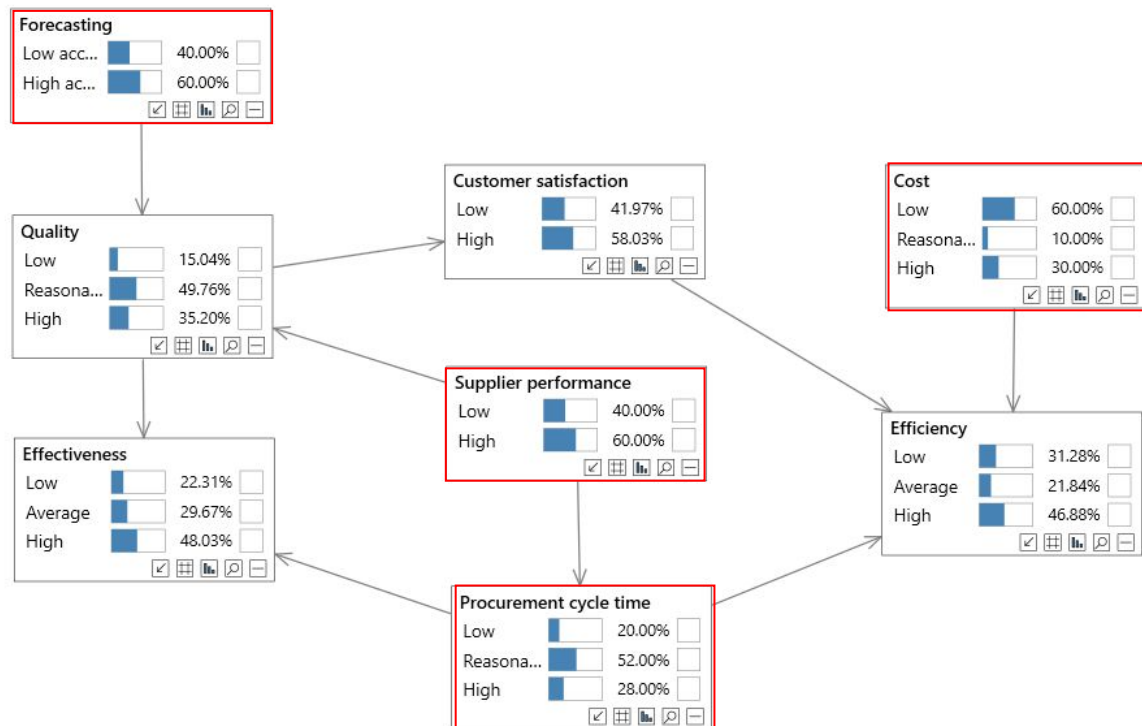 Forecasting
Low acc... 40.00%
High ac... 60.00%
Customer satisfaction
Low 41.97%
High 58.03%
Cost
Low 60.00%
Reasona... 10.00%
High 30.00%
Quality
Low 15.04%
Reasona... 49.76%
High 35.20%
Supplier performance
Low 40.00%
High 60.00%
Efficiency
Low 31.28%
Average 21.84%
High 46.88%
Effectiveness
Low 22.31%
Average 29.67%
High 48.03%
Procurement cycle time
Low 20.00%
Reasona... 52.00%
High 28.00%